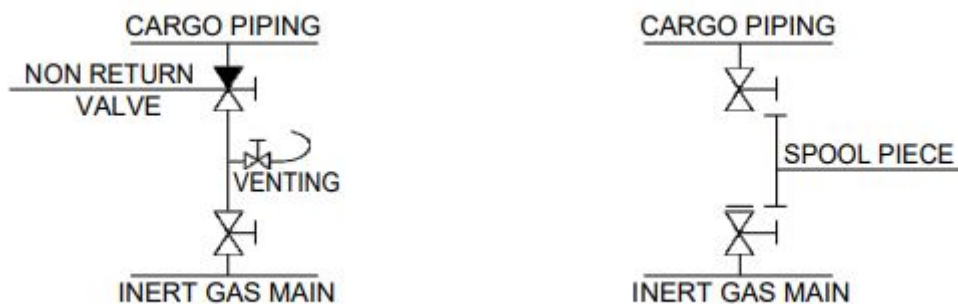 CARGO PIPING
NON RETURN
VALVE
VENTING
INERT GAS MAIN
CARGO PIPING
SPOOL PIECE
INERT GAS MAIN